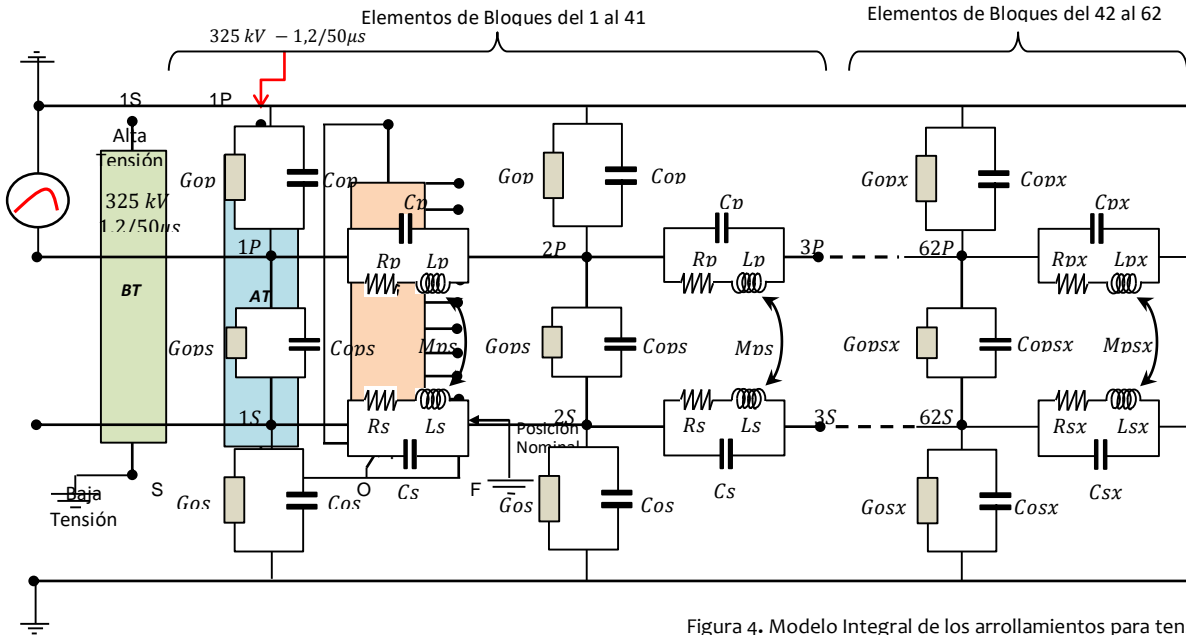 Elementos de Bloques del 1 al 41
Elementos de Bloques del 42 al 62
325 kV − 1,2/50μs
1S
1P
Alta
Tensión
325 kV
1,2/50μs
BT
AT
Gop
Cop
Gop
Cop
Gopx
Copx
Cp
Cp
Cpx
1P
2P
3P
62P
Rp
Lp
Rp
Lp
Rpx
Lpx
Gops
Cops
Mps
Gops
Cops
Mps
Gopsx
Copsx
Mpsx
1S
2S
3S
62S
Rs
Ls
Rs
Ls
Rsx
Lsx
Posición
Nominal
Cs
Cs
Csx
Baja
Tensión
S
Gos
Cos
O
F
Gos
Cos
Gosx
Cosx
Figura 4. Modelo Integral de los arrollamientos para ten